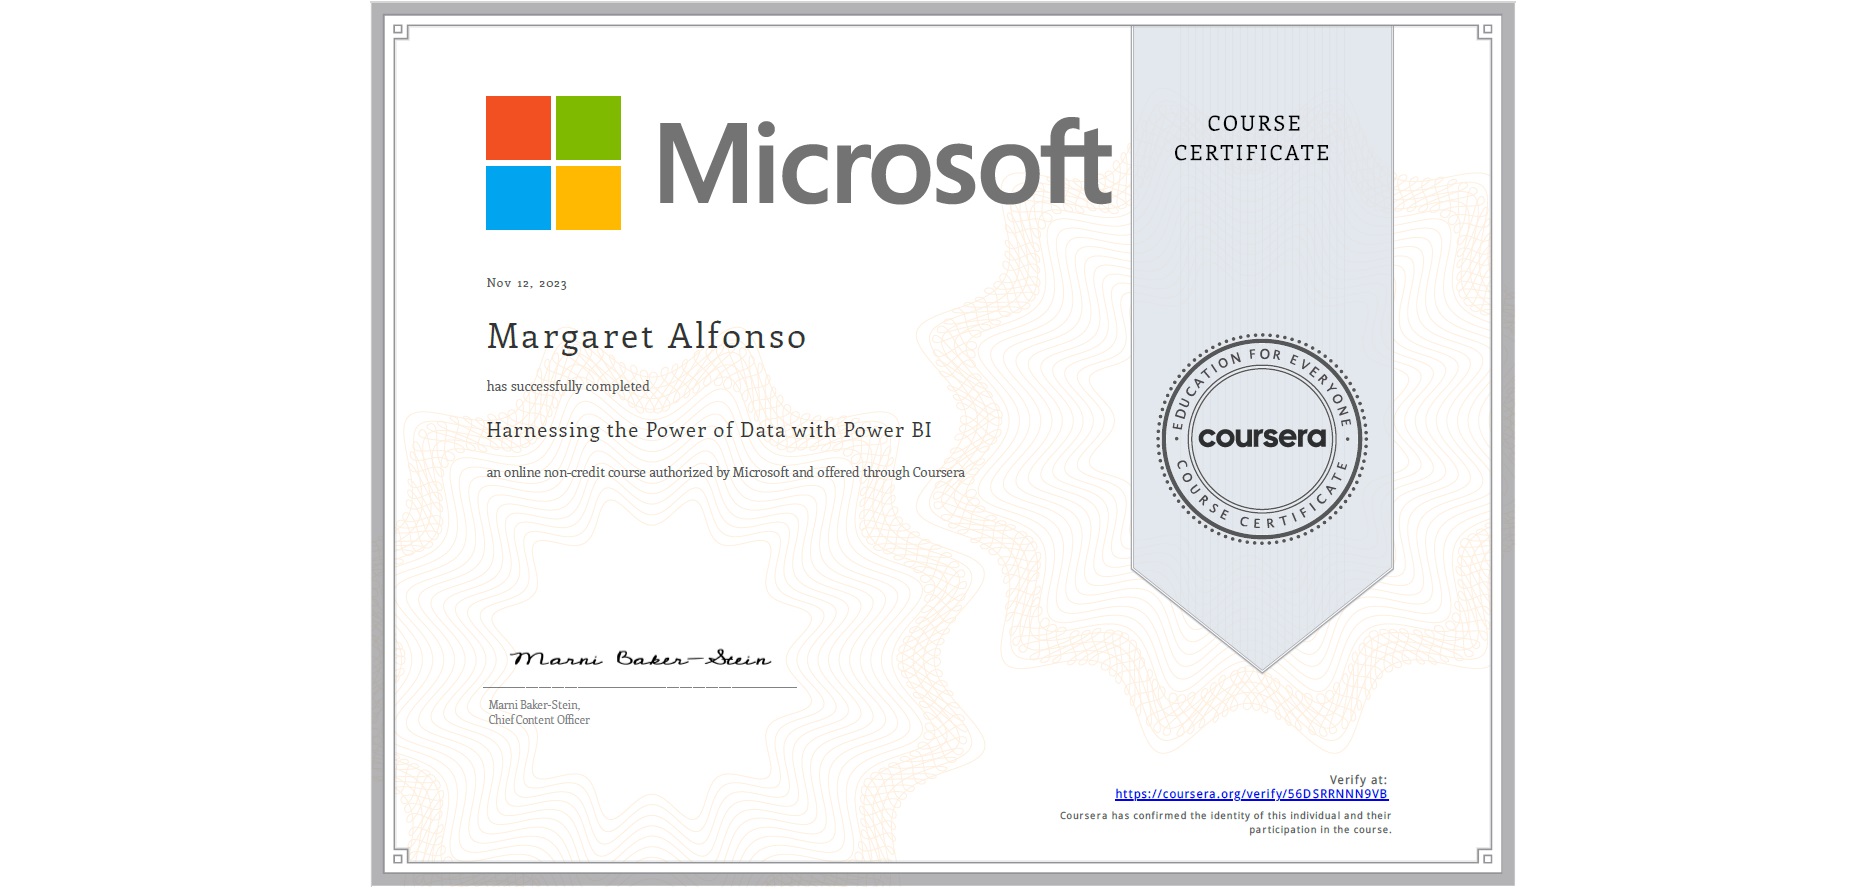 Microsoft
COURSE
CERTIFICATE
Nov 12, 2023
Margaret Alfonso
has successfully completed
Harnessing the Power of Data with Power BI
an online non-credit course authorized by Microsoft and offered through Coursera
EDUCATION FOR EVERYONE
coursera
COURSE CERTIFICATE
Marni Baker-Stein
Marni Baker-Stein,
Chief Content Officer
Verify at:
https://coursera.org/verify/56DSRRNNN9VB
Coursera has confirmed the identity of this individual and their
participation in the course.